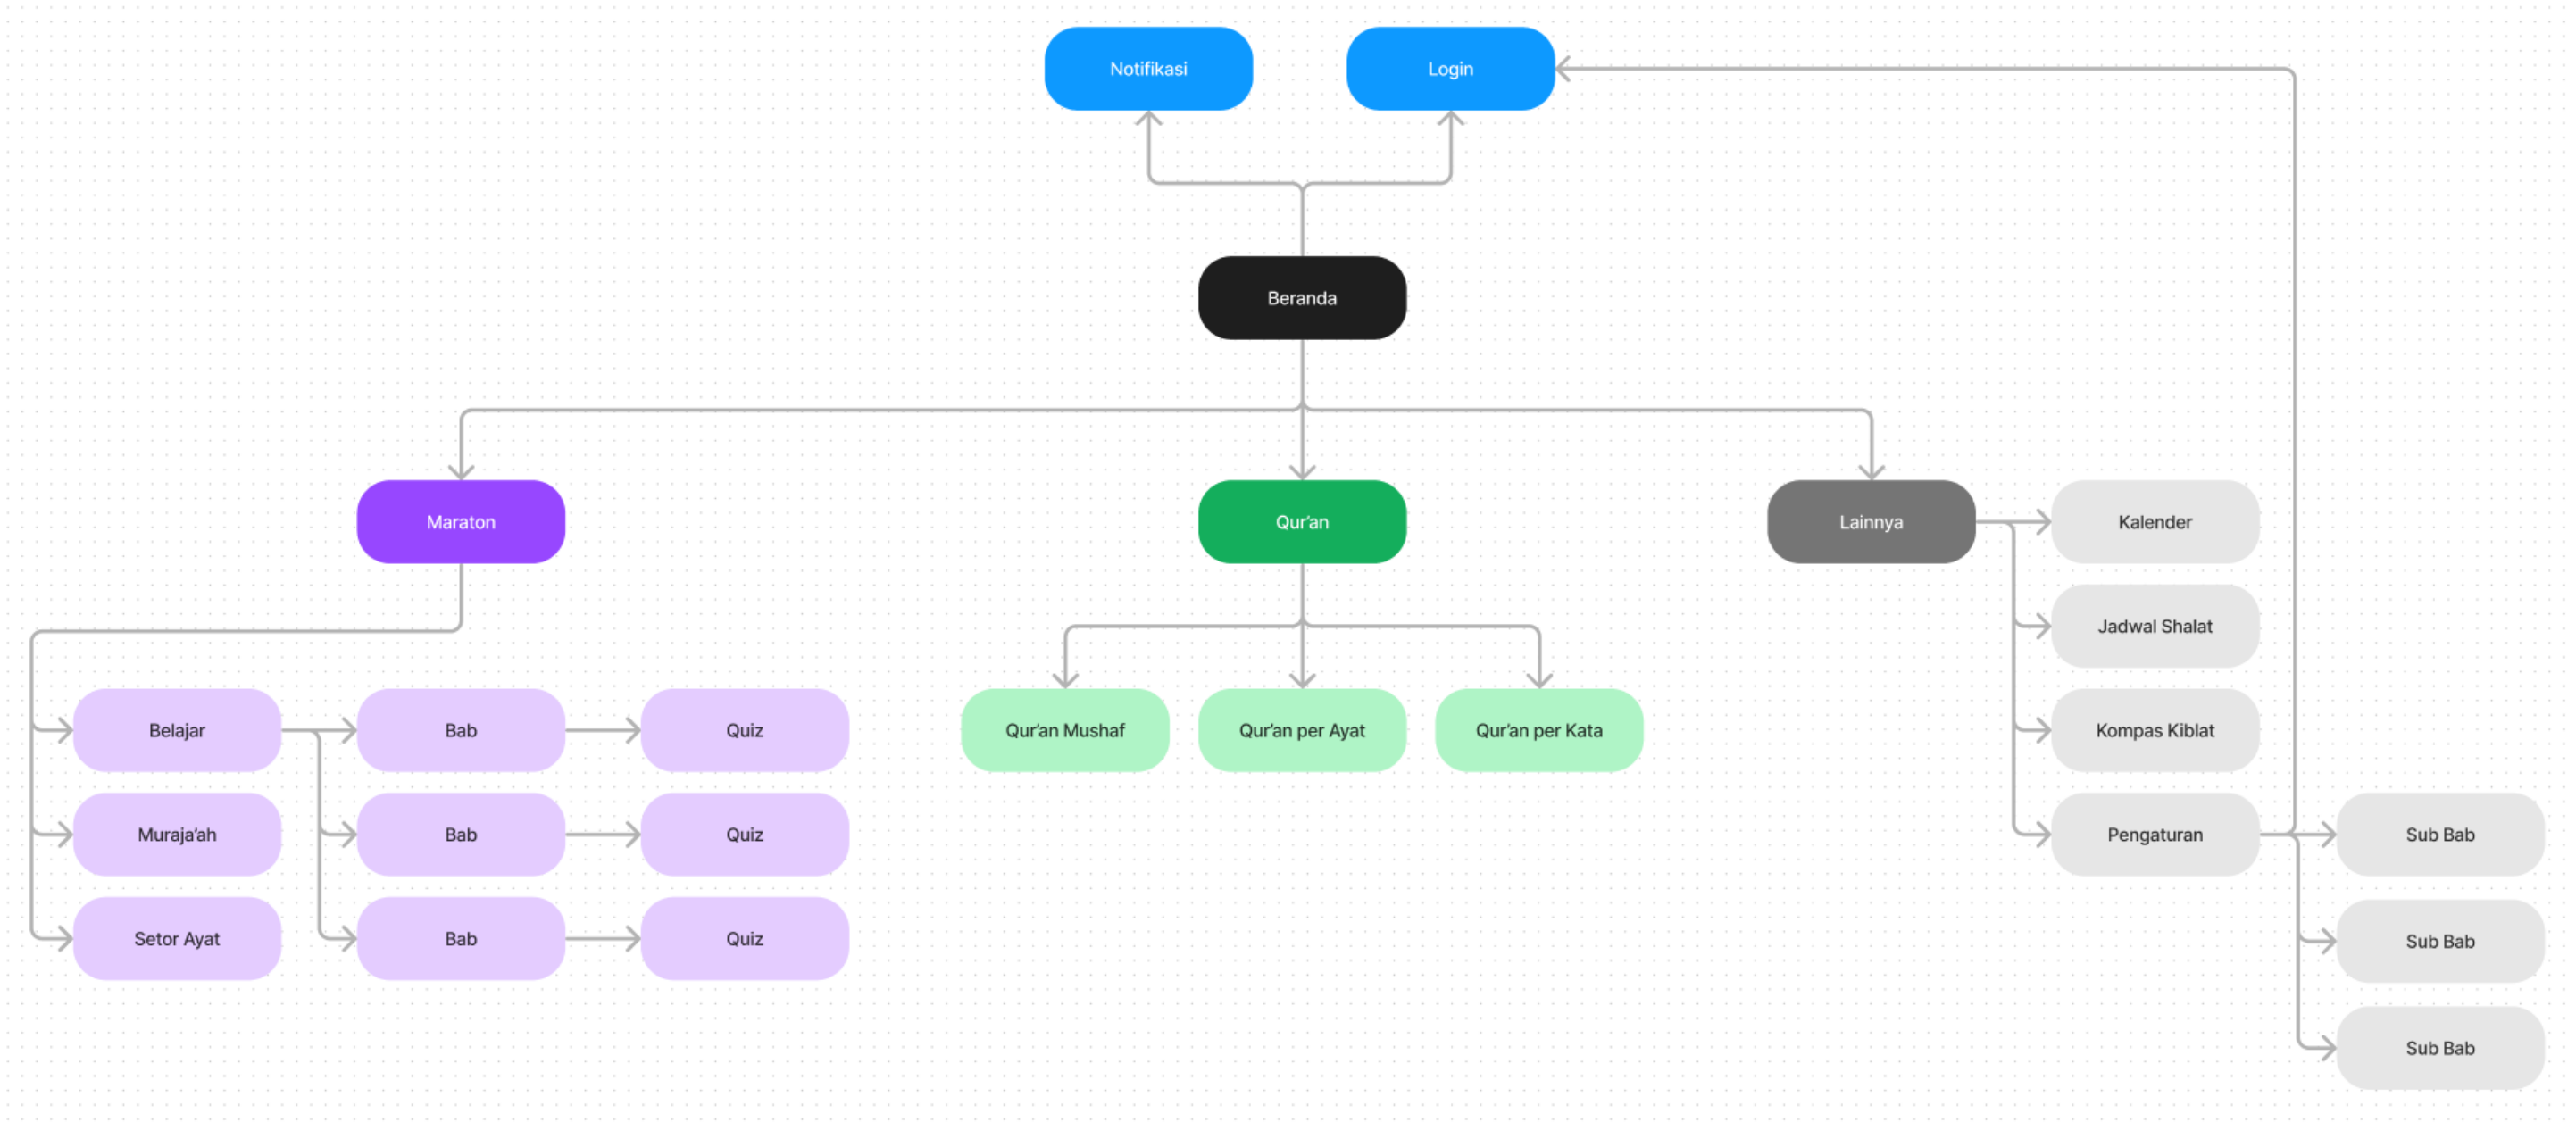 Notifikasi
Login
Beranda
Maraton
Qur’an
Lainnya
Kalender
Jadwal Shalat
Belajar
Bab
Quiz
Qur’an Mushaf
Qur’an per Ayat
Qur’an per Kata
Kompas Kiblat
Muraja’ah
Bab
Quiz
Pengaturan
Sub Bab
Setor Ayat
Bab
Quiz
Sub Bab
Sub Bab